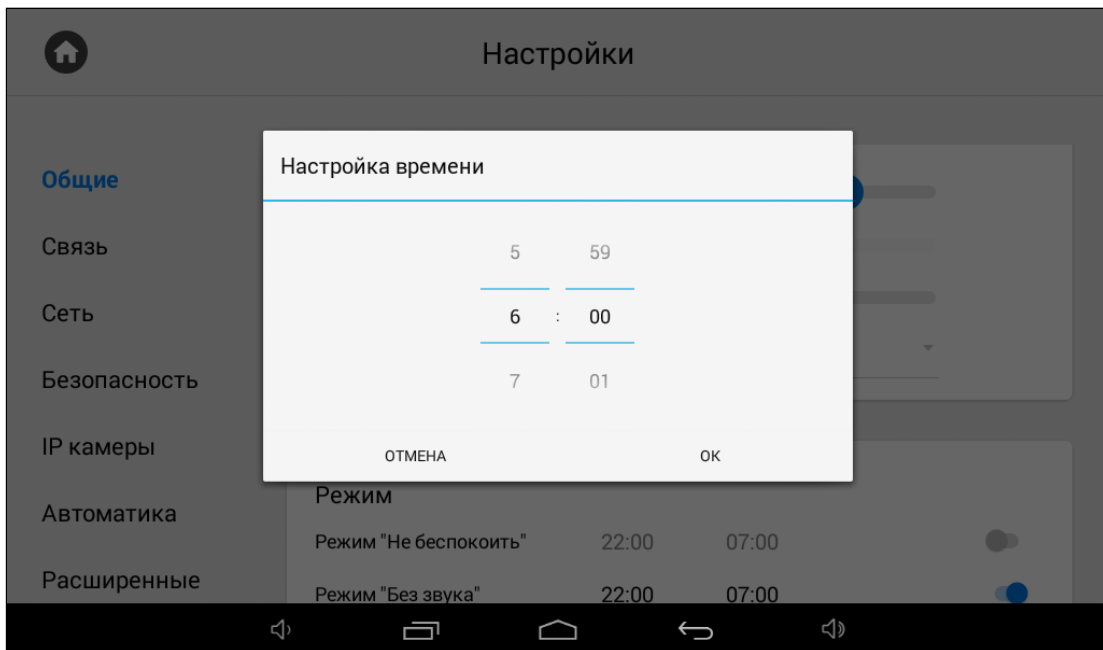 Настройки
Общие
Связь
Сеть
Безопасность
IP камеры
Автоматика
Расширенные
Настройка времени
5 59
6 : 00
7 01
ОТМЕНА ОК
Режим
Режим "Не беспокоить" 22:00 07:00
Режим "Без звука" 22:00 07:00